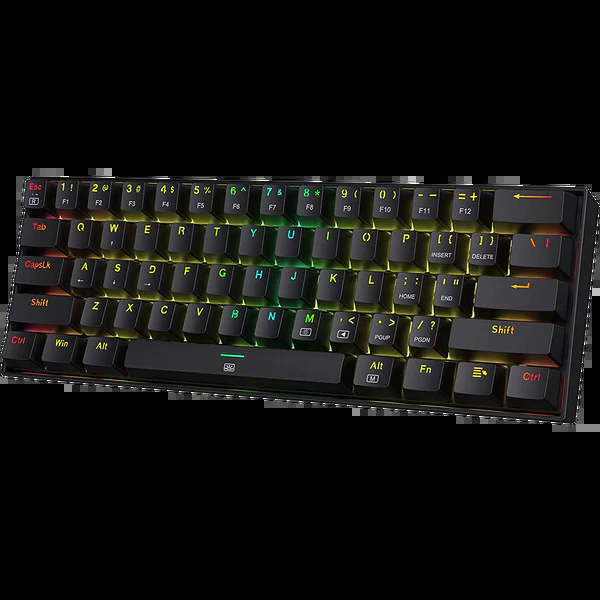 Esc 1! 2@ 3# 4$ 5% 6^ 7& 8* 9( 0) -- =+
R F1 F2 F3 F4 F5 F6 F7 F8 F9 F10 F11 F12
Tab Q W E R T Y U I O P [{ ]} \|
INSERT DELETE
CapsLk A S D F G H J K L ;: '"
HOME END
Shift Z X C V B N M ,< .> /? Shift
PGUP PGDN
Ctrl Win Alt Alt Fn Ctrl
M